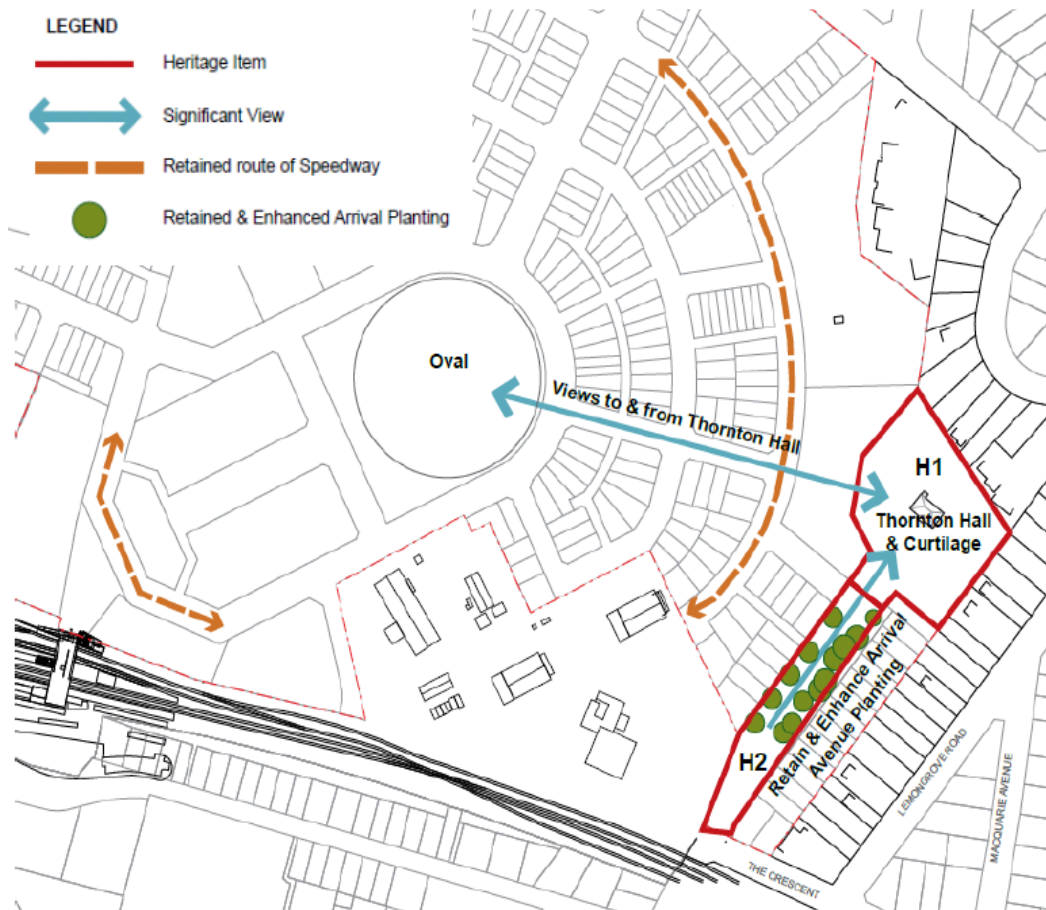 LEGEND
Heritage Item
Significant View
Retained route of Speedway
Retained & Enhanced Arrival Planting
Oval
Views to & from Thornton Hall
H1
Thornton Hall
& Curtilage
Retain & Enhance Arrival
Avenue Planting
H2
LEMONGROVE ROAD
MACQUARIE AVENUE
THE CRESCENT